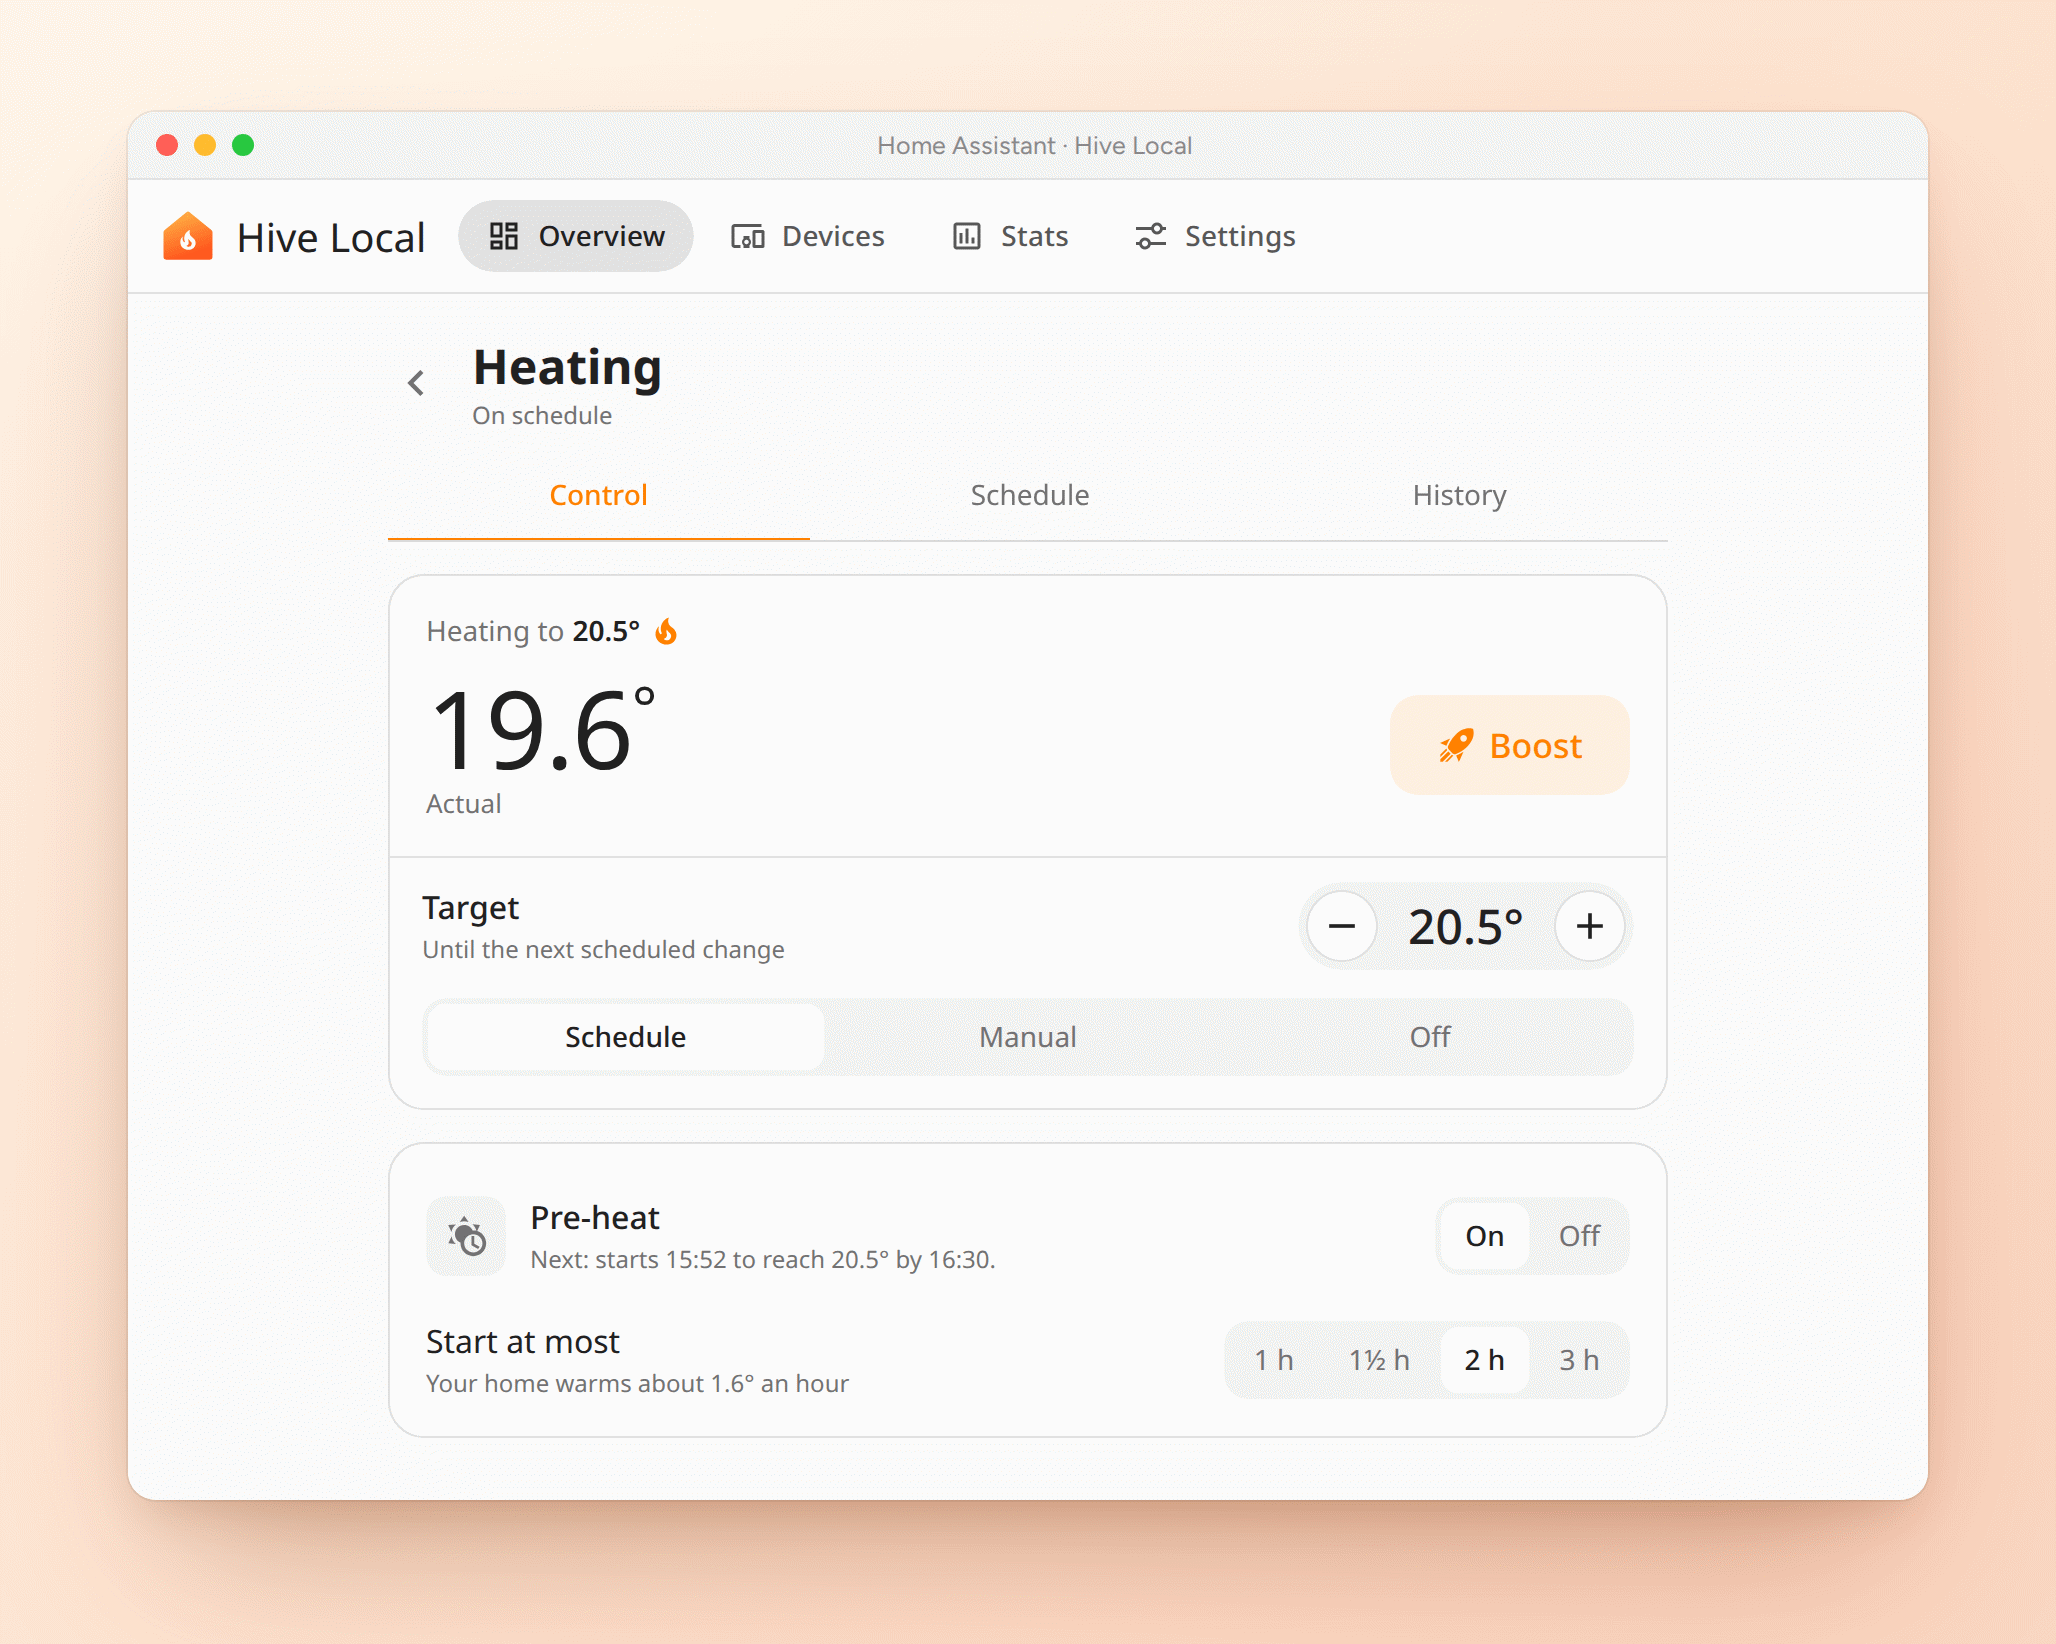 Home Assistant · Hive Local
Hive Local
Overview
Devices
Stats
Settings
Heating
On schedule
Control
Schedule
History
Heating to 20.5°
19.6°
Boost
Actual
Target
Until the next scheduled change
20.5°
Schedule
Manual
Off
Pre-heat
Next: starts 15:52 to reach 20.5° by 16:30.
On
Off
Start at most
Your home warms about 1.6° an hour
1 h
1½ h
2 h
3 h